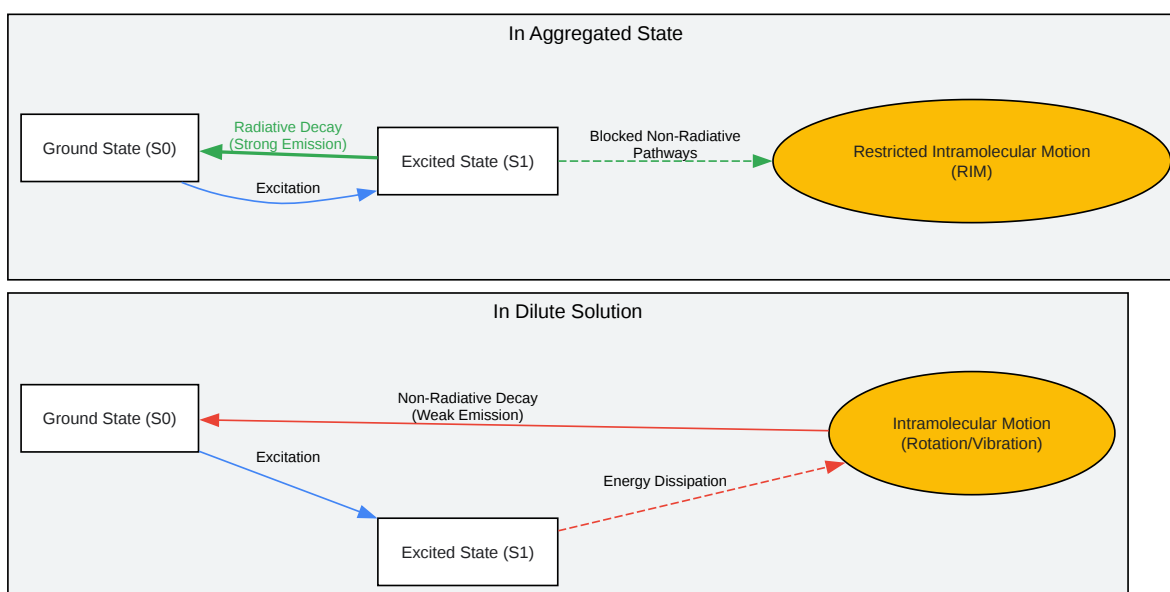 In Aggregated State
Ground State (S0)
Radiative Decay
(Strong Emission)
Excitation
Excited State (S1)
Blocked Non-Radiative
Pathways
Restricted Intramolecular Motion
(RIM)
In Dilute Solution
Ground State (S0)
Non-Radiative Decay
(Weak Emission)
Excitation
Excited State (S1)
Energy Dissipation
Intramolecular Motion
(Rotation/Vibration)